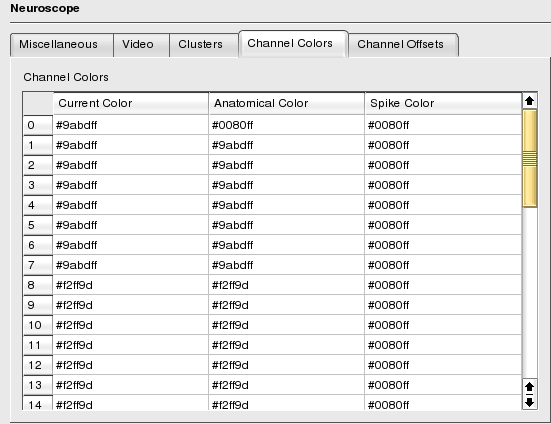 Neuroscope
Miscellaneous Video Clusters Channel Colors Channel Offsets
Channel Colors
Current Color Anatomical Color Spike Color
0 #9abdff #0080ff #0080ff
1 #9abdff #9abdff #0080ff
2 #9abdff #9abdff #0080ff
3 #9abdff #9abdff #0080ff
4 #9abdff #9abdff #0080ff
5 #9abdff #9abdff #0080ff
6 #9abdff #9abdff #0080ff
7 #9abdff #9abdff #0080ff
8 #f2ff9d #f2ff9d #0080ff
9 #f2ff9d #f2ff9d #0080ff
10 #f2ff9d #f2ff9d #0080ff
11 #f2ff9d #f2ff9d #0080ff
12 #f2ff9d #f2ff9d #0080ff
13 #f2ff9d #f2ff9d #0080ff
14 #f2ff9d #f2ff9d #0080ff